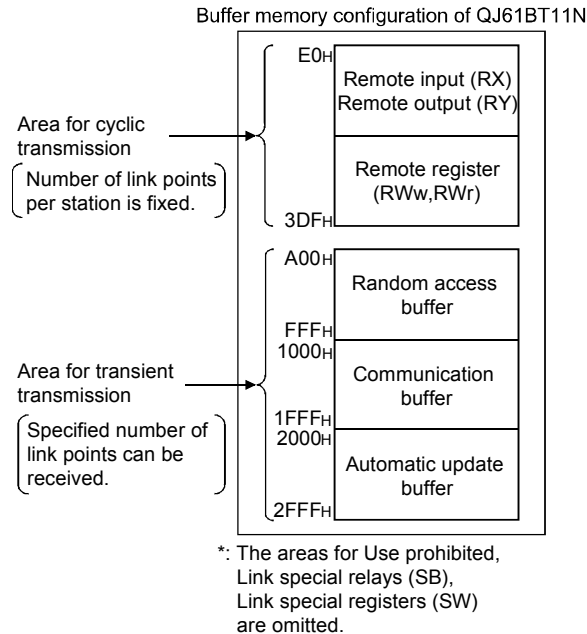 Buffer memory configuration of QJ61BT11N
E0H
Remote input (RX)
Remote output (RY)
Area for cyclic
transmission
Number of link points
per station is fixed.
Remote register
(RWw,RWr)
3DFH
A00H
Random access
buffer
FFFH
1000H
Area for transient
transmission
Communication
buffer
Specified number of
link points can be
received.
1FFFH
2000H
Automatic update
buffer
2FFFH
*: The areas for Use prohibited,
Link special relays (SB),
Link special registers (SW)
are omitted.